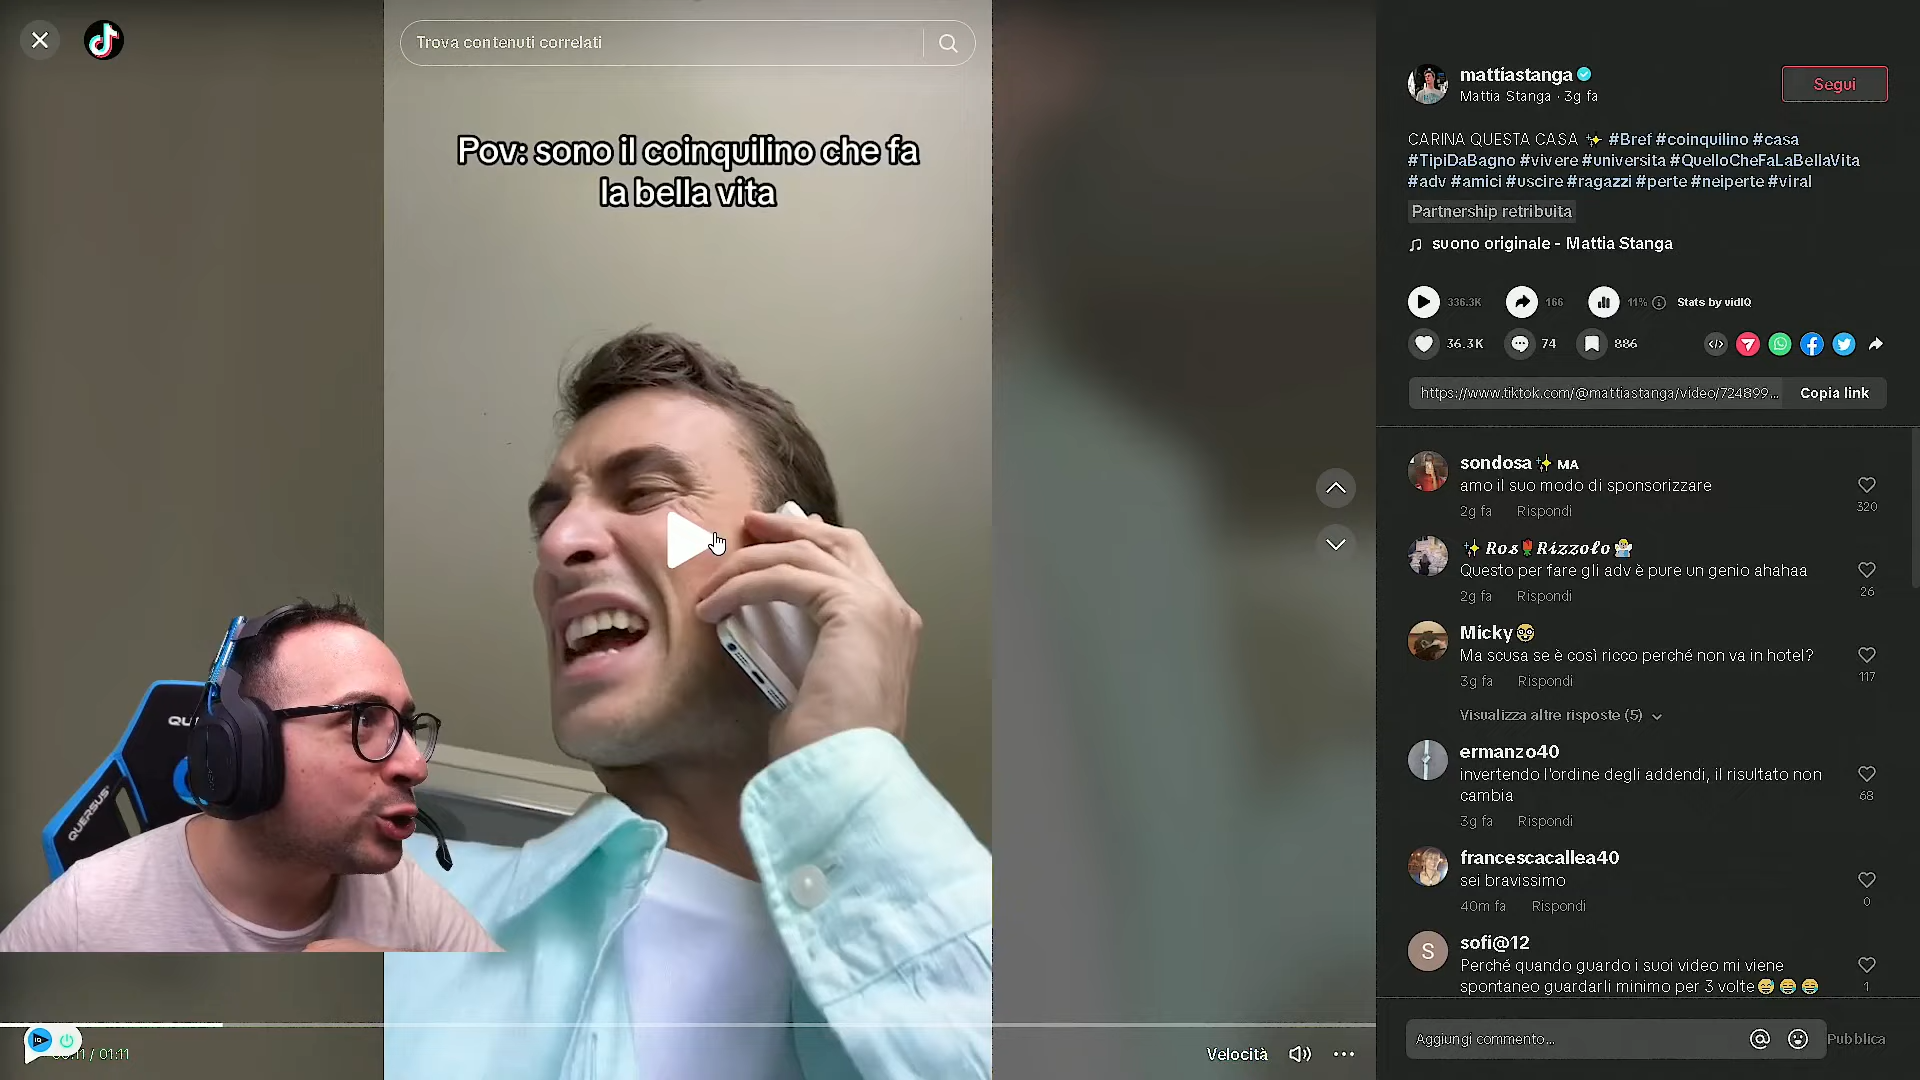 Trova contenuti correlati
Pov: sono il coinquilino che fa
la bella vita
QUERSUS
/ 01:11
Velocità
mattiastanga
Mattia Stanga · 3g fa
Segui
CARINA QUESTA CASA ✨ #Bref #coinquilino #casa
#TipiDaBagno #vivere #universita #QuelloCheFaLaBellaVita
#adv #amici #uscire #ragazzi #perte #neiperte #viral
Partnership retribuita
♫ suono originale - Mattia Stanga
336.3K 166 11% Stats by vidIQ
36.3K 74 886
https://www.tiktok.com/@mattiastanga/video/724899... Copia link
sondosa✨ ᴍᴀ
amo il suo modo di sponsorizzare
2g fa Rispondi
320
✨𝑹𝒐𝒔🌹𝑹𝒊𝒛𝒛𝒐𝒍𝒐👼
Questo per fare gli adv è pure un genio ahahaa
2g fa Rispondi
26
Micky🤓
Ma scusa se è così ricco perché non va in hotel?
3g fa Rispondi
117
Visualizza altre risposte (5)
ermanzo40
invertendo l'ordine degli addendi, il risultato non
cambia
3g fa Rispondi
68
francescacallea40
sei bravissimo
40m fa Rispondi
0
S
sofi@12
Perché quando guardo i suoi video mi viene
spontaneo guardarli minimo per 3 volte😅😂😂
1
Aggiungi commento...
Pubblica